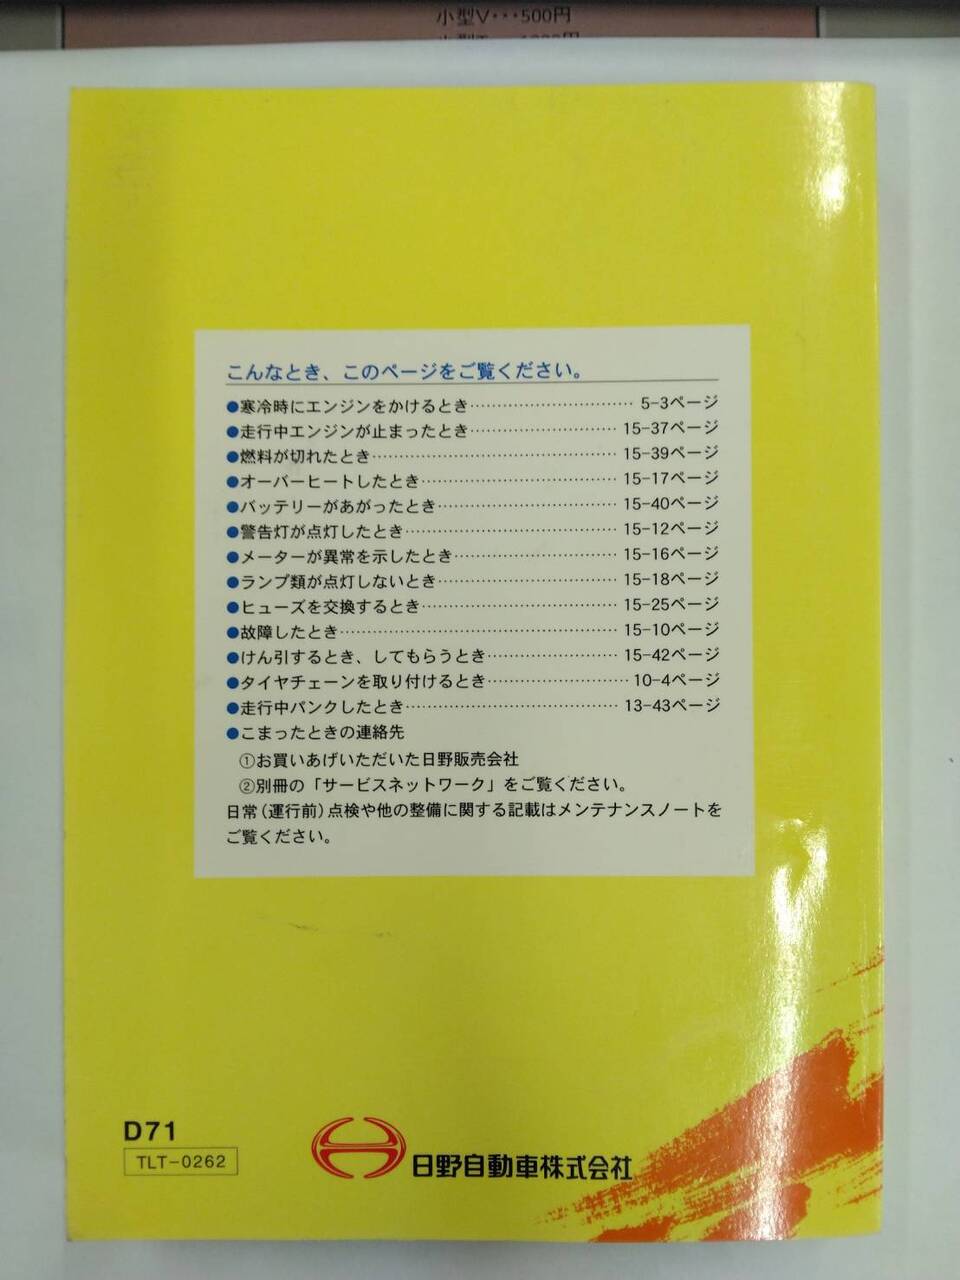 小型V･･･500円
こんなとき、このページをご覧ください。
●寒冷時にエンジンをかけるとき…………………………… 5-3ページ
●走行中エンジンが止まったとき………………………… 15-37ページ
●燃料が切れたとき………………………………………… 15-39ページ
●オーバーヒートしたとき………………………………… 15-17ページ
●バッテリーがあがったとき……………………………… 15-40ページ
●警告灯が点灯したとき…………………………………… 15-12ページ
●メーターが異常を示したとき…………………………… 15-16ページ
●ランプ類が点灯しないとき……………………………… 15-18ページ
●ヒューズを交換するとき………………………………… 15-25ページ
●故障したとき……………………………………………… 15-10ページ
●けん引するとき、してもらうとき……………………… 15-42ページ
●タイヤチェーンを取り付けるとき……………………… 10-4ページ
●走行中パンクしたとき…………………………………… 13-43ページ
●こまったときの連絡先
①お買いあげいただいた日野販売会社
②別冊の「サービスネットワーク」をご覧ください。
日常（運行前）点検や他の整備に関する記載はメンテナンスノートを
ご覧ください。
D71
TLT-0262
日野自動車株式会社